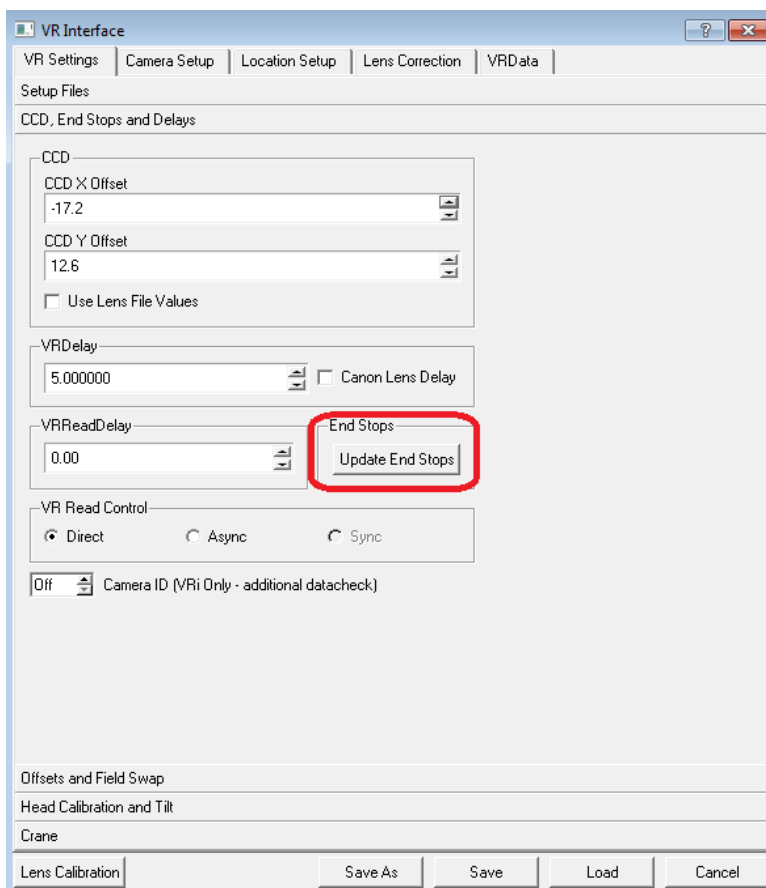 VR Interface
VR Settings Camera Setup Location Setup Lens Correction VRData
Setup Files
CCD, End Stops and Delays
CCD
CCD X Offset
-17.2
CCD Y Offset
12.6
Use Lens File Values
VRDelay
5.000000 Canon Lens Delay
VRReadDelay End Stops
0.00 Update End Stops
VR Read Control
Direct Async Sync
Off Camera ID (VRi Only - additional datacheck)
Offsets and Field Swap
Head Calibration and Tilt
Crane
Lens Calibration Save As Save Load Cancel